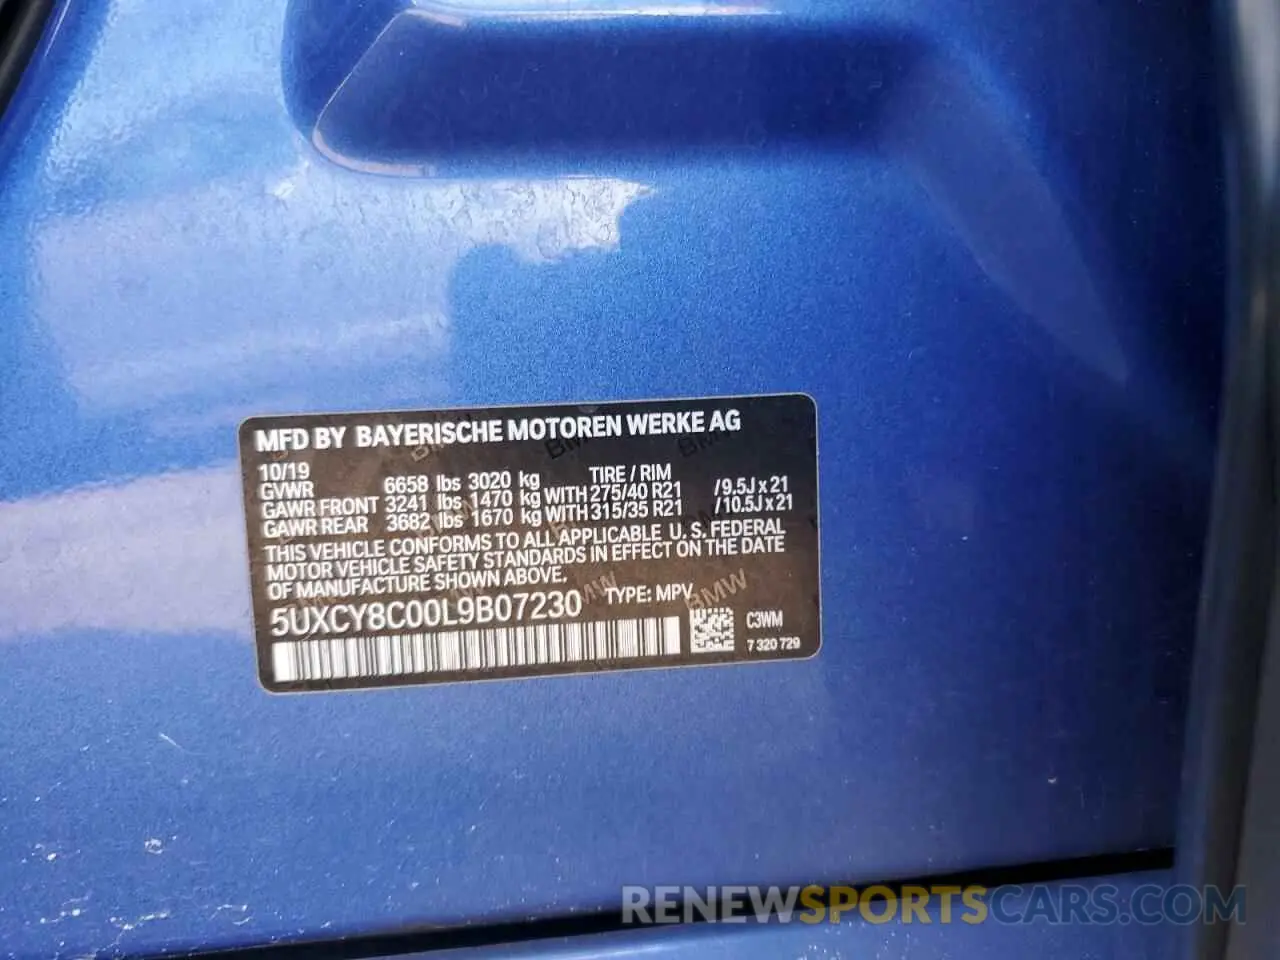 MFD BY BAYERISCHE MOTOREN WERKE AG
10/19 TIRE / RIM
GVWR 6658 lbs 3020 kg
GAWR FRONT 3241 lbs 1470 kg WITH 275/40 R21 /9.5J x 21
GAWR REAR 3682 lbs 1670 kg WITH 315/35 R21 /10.5J x 21
THIS VEHICLE CONFORMS TO ALL APPLICABLE U.S. FEDERAL
MOTOR VEHICLE SAFETY STANDARDS IN EFFECT ON THE DATE
OF MANUFACTURE SHOWN ABOVE.
5UXCY8C00L9B07230 TYPE: MPV
C3WM
7 320 729
RENEWSPORTSCARS.COM